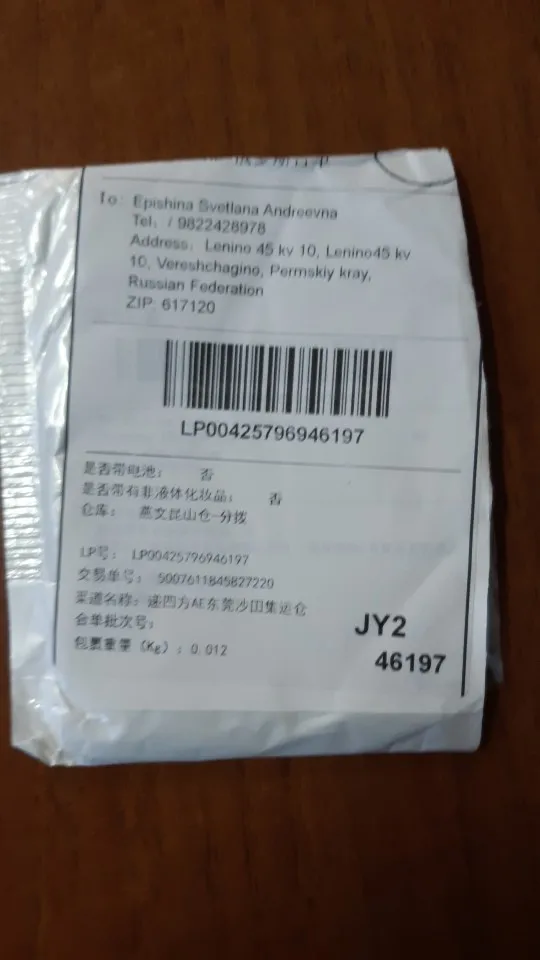 To: Epishina Svetlana Andreevna
Tel. / 9822428978
Address: Lenino 45 kv 10, Lenino45 kv
10, Vereshchagino, Permskiy kray,
Russian Federation
ZIP: 617120
LP00425796946197
是否带电池: 否
是否带有非液体化妆品: 否
仓库: 燕文昆山仓-分拨
LP号: LP00425796946197
交易单号: 5007611845827220
渠道名称: 递四方AE东莞沙田集运仓
合单批次号:
包裹重量 (Kg) : 0.012
JY2
46197